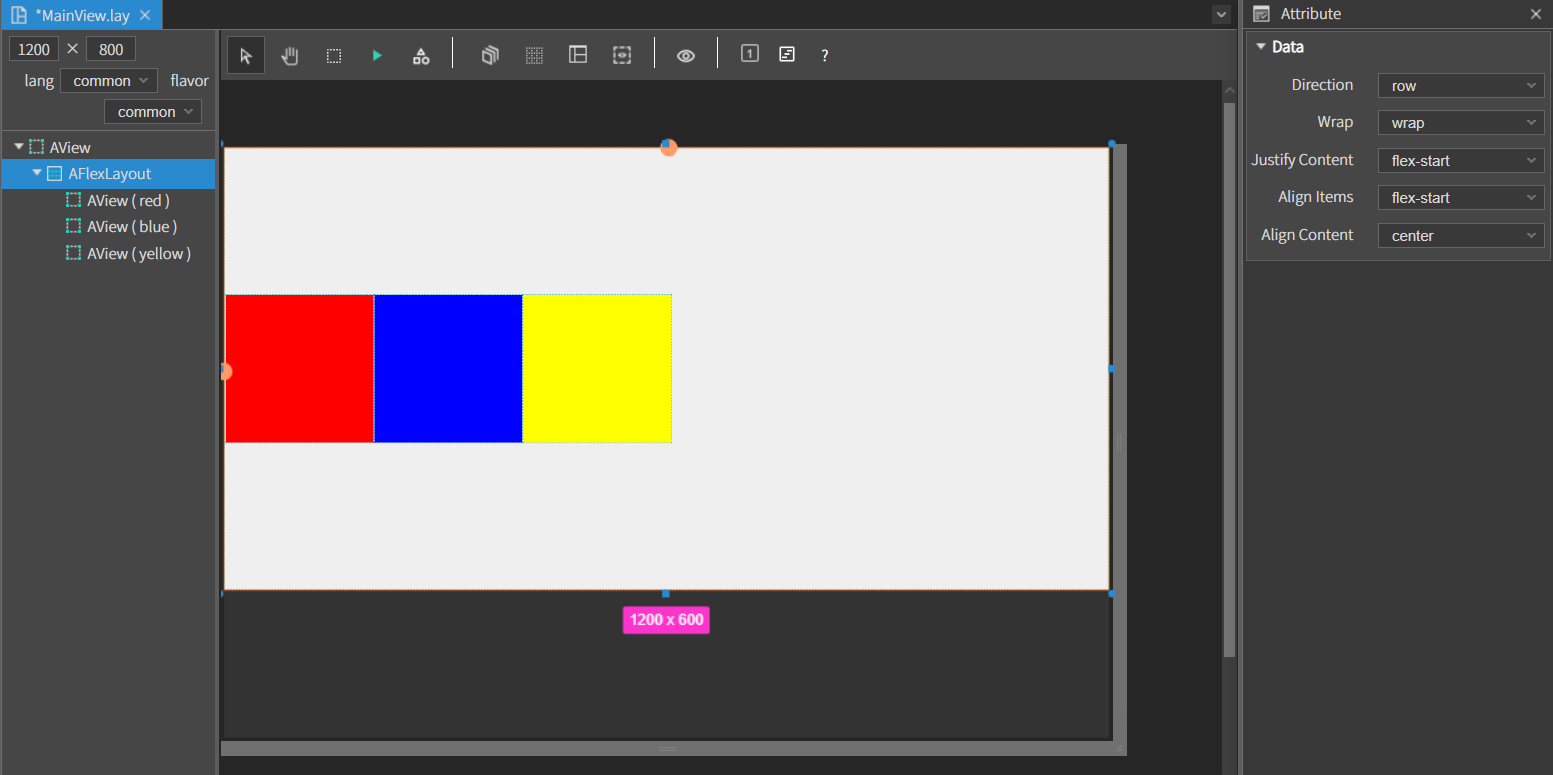 *MainView.lay
1200 × 800
lang common flavor
common
AView
AFlexLayout
AView ( red )
AView ( blue )
AView ( yellow )
1
?
1200 x 600
Attribute
Data
Direction row
Wrap wrap
Justify Content flex-start
Align Items flex-start
Align Content center